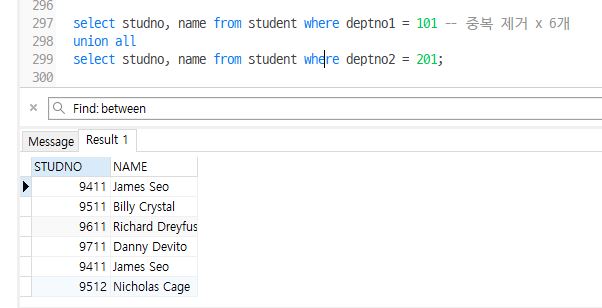 296
297 select studno, name from student where deptno1 = 101 -- 중복 제거 x 6개
298 union all
299 select studno, name from student where deptno2 = 201;
300
× Find: between
Message Result 1
STUDNO NAME
9411 James Seo
9511 Billy Crystal
9611 Richard Dreyfus
9711 Danny Devito
9411 James Seo
9512 Nicholas Cage